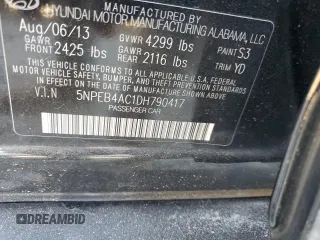 HYUNDAI MOTOR MANUFACTURING ALABAMA, LLC
Aug/06/13 GVWR 4299 lbs PAINT S3
GAWR FRONT 2425 lbs GAWR REAR 2116 lbs TRIM YD
THIS VEHICLE CONFORMS TO ALL APPLICABLE U.S. FEDERAL
MOTOR VEHICLE SAFETY, BUMPER, AND THEFT PREVENTION
STANDARDS IN EFFECT ON THE DATE OF MANUFACTURE SHOWN ABOVE.
V.I.N 5NPEB4AC1DH790417
PASSENGER CAR
DREAMBID